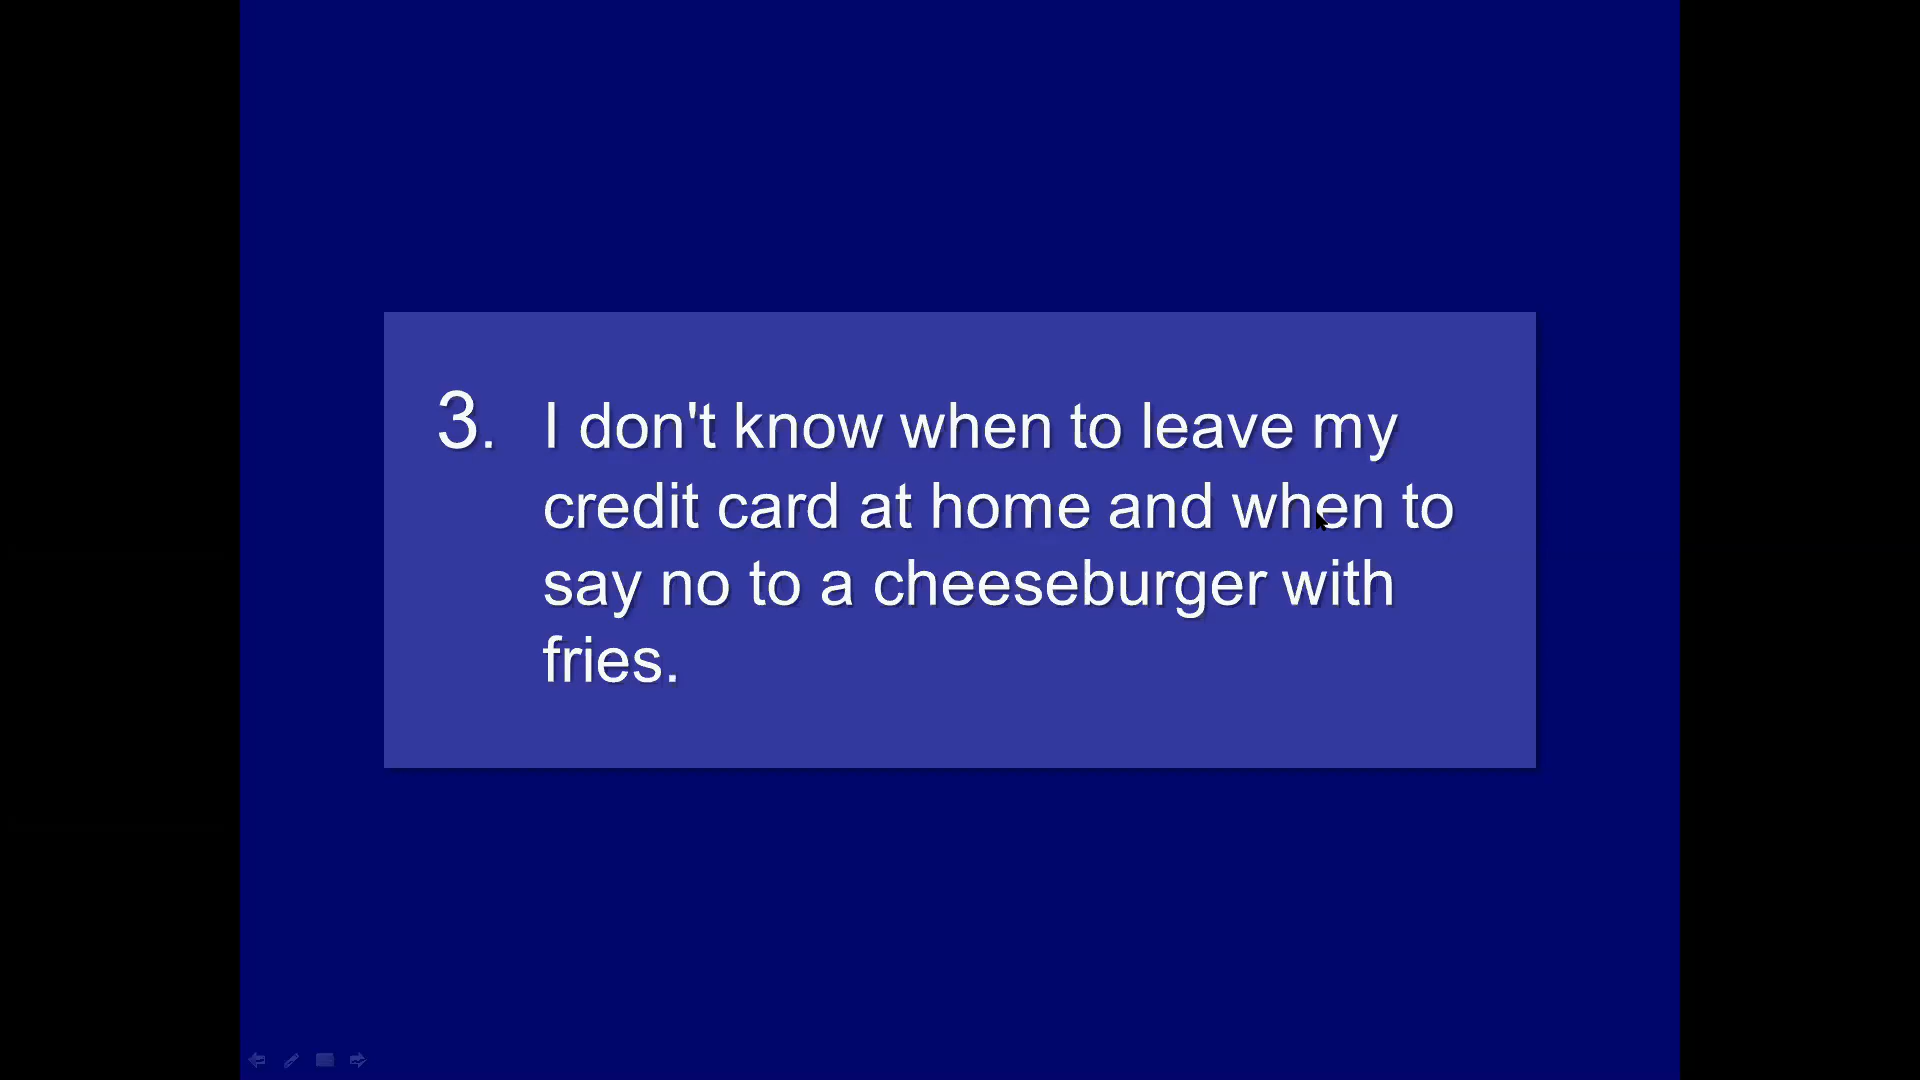 3. I don't know when to leave my
credit card at home and when to
say no to a cheeseburger with
fries.